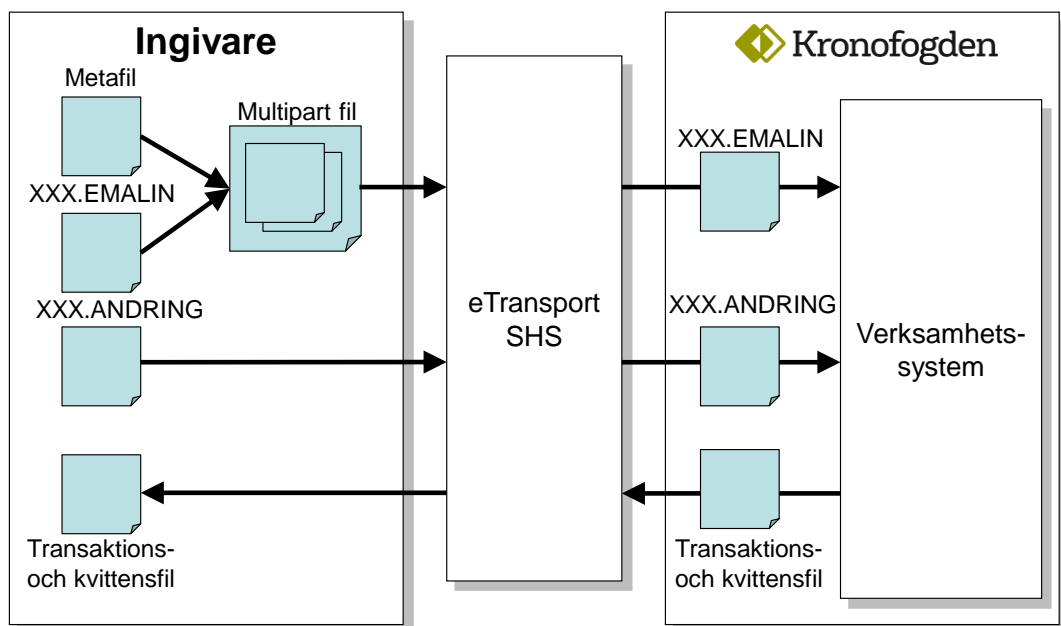 Ingivare
Metafil
Multipart fil
XXX.EMALIN
XXX.ANDRING
Transaktions-
och kvittensfil
eTransport
SHS
Kronofogden
XXX.EMALIN
XXX.ANDRING
Transaktions-
och kvittensfil
Verksamhets-
system